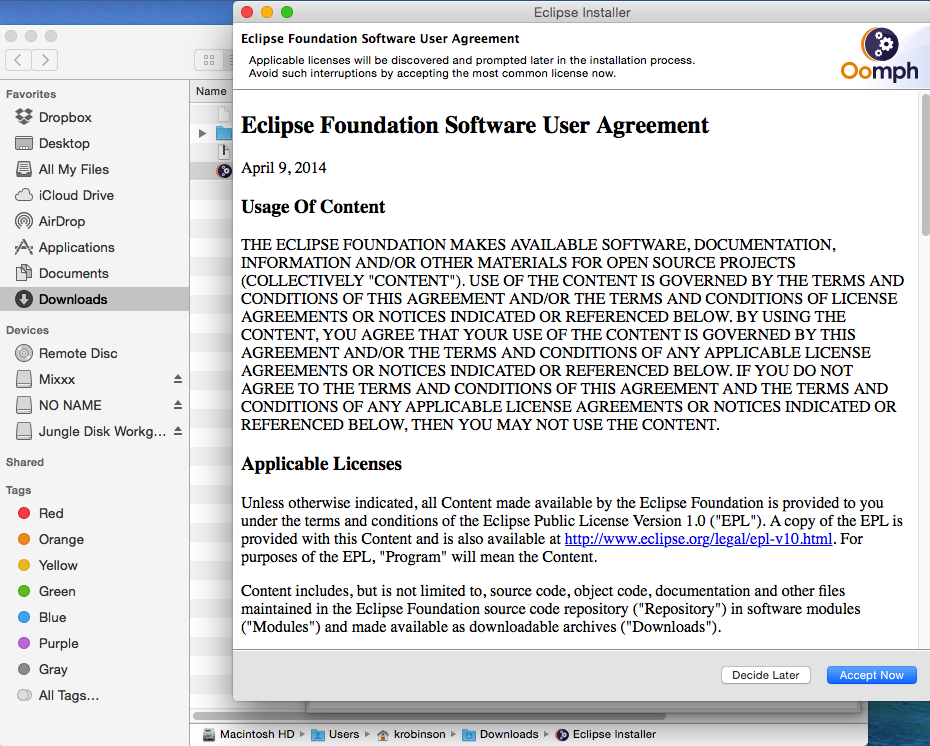 Eclipse Installer
Eclipse Foundation Software User Agreement
Applicable licenses will be discovered and prompted later in the installation process.
Avoid such interruptions by accepting the most common license now.
Oomph
Favorites
Dropbox
Desktop
All My Files
iCloud Drive
AirDrop
Applications
Documents
Downloads
Devices
Remote Disc
Mixxx
NO NAME
Jungle Disk Workg...
Shared
Tags
Red
Orange
Yellow
Green
Blue
Purple
Gray
All Tags...
Name
Eclipse Foundation Software User Agreement
April 9, 2014
Usage Of Content
THE ECLIPSE FOUNDATION MAKES AVAILABLE SOFTWARE, DOCUMENTATION,
INFORMATION AND/OR OTHER MATERIALS FOR OPEN SOURCE PROJECTS
(COLLECTIVELY "CONTENT"). USE OF THE CONTENT IS GOVERNED BY THE TERMS AND
CONDITIONS OF THIS AGREEMENT AND/OR THE TERMS AND CONDITIONS OF LICENSE
AGREEMENTS OR NOTICES INDICATED OR REFERENCED BELOW. BY USING THE
CONTENT, YOU AGREE THAT YOUR USE OF THE CONTENT IS GOVERNED BY THIS
AGREEMENT AND/OR THE TERMS AND CONDITIONS OF ANY APPLICABLE LICENSE
AGREEMENTS OR NOTICES INDICATED OR REFERENCED BELOW. IF YOU DO NOT
AGREE TO THE TERMS AND CONDITIONS OF THIS AGREEMENT AND THE TERMS AND
CONDITIONS OF ANY APPLICABLE LICENSE AGREEMENTS OR NOTICES INDICATED OR
REFERENCED BELOW, THEN YOU MAY NOT USE THE CONTENT.
Applicable Licenses
Unless otherwise indicated, all Content made available by the Eclipse Foundation is provided to you
under the terms and conditions of the Eclipse Public License Version 1.0 ("EPL"). A copy of the EPL is
provided with this Content and is also available at http://www.eclipse.org/legal/epl-v10.html. For
purposes of the EPL, "Program" will mean the Content.
Content includes, but is not limited to, source code, object code, documentation and other files
maintained in the Eclipse Foundation source code repository ("Repository") in software modules
("Modules") and made available as downloadable archives ("Downloads").
Decide Later
Accept Now
Macintosh HD
Users
krobinson
Downloads
Eclipse Installer